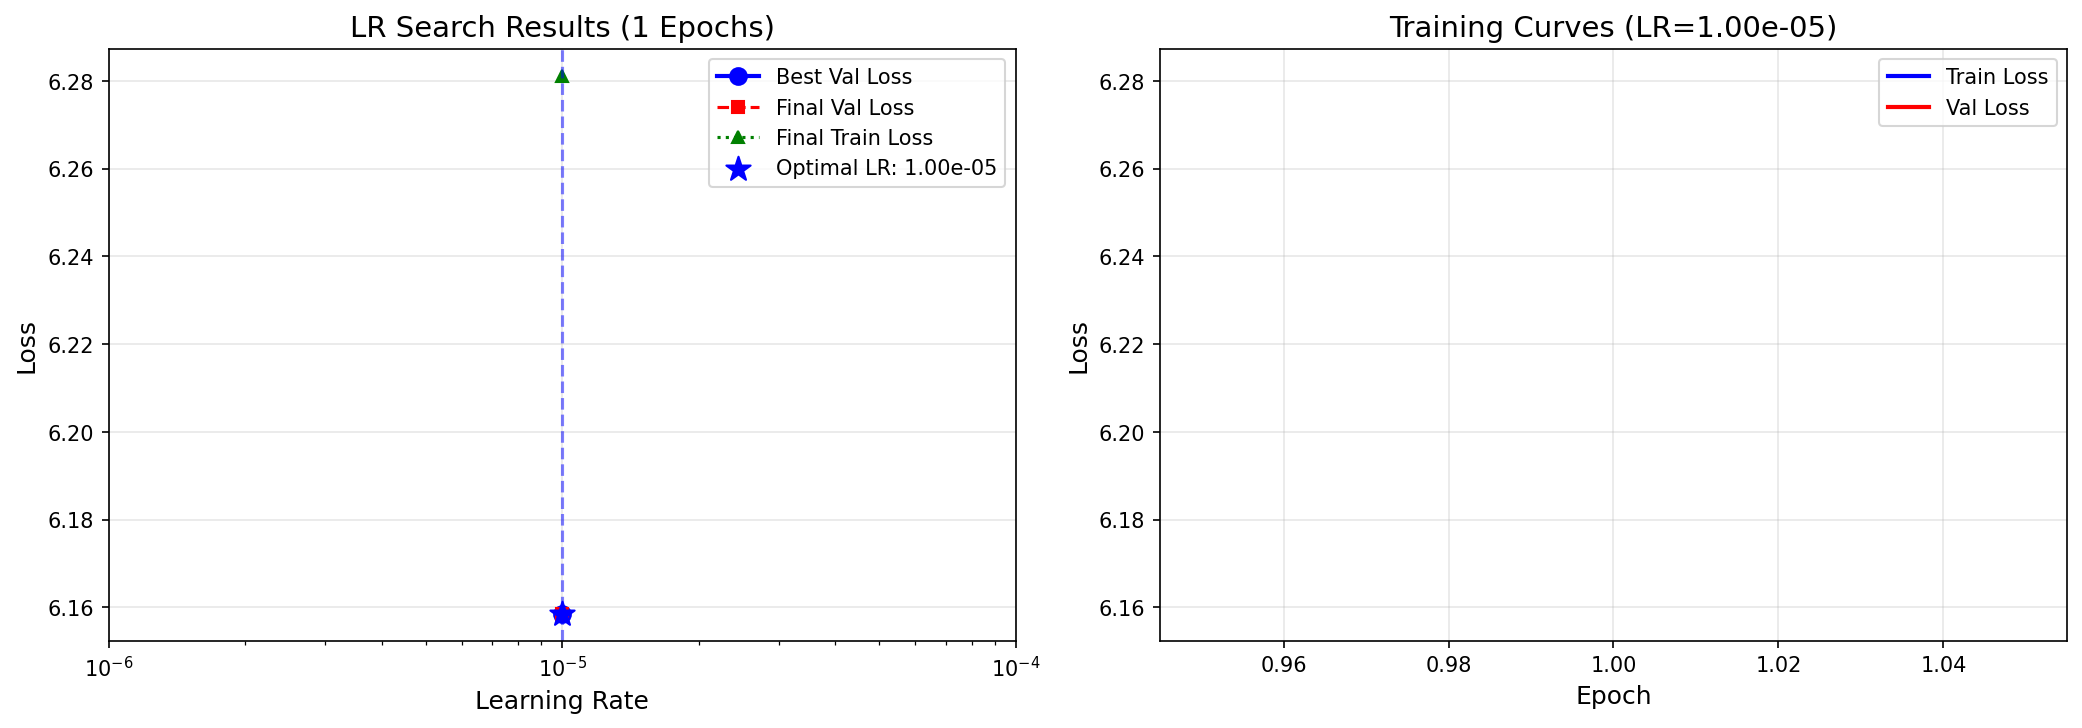 LR Search Results (1 Epochs)
Loss
6.28
6.26
6.24
6.22
6.20
6.18
6.16
Best Val Loss
Final Val Loss
Final Train Loss
Optimal LR: 1.00e-05
10⁻⁶
10⁻⁵
10⁻⁴
Learning Rate
Training Curves (LR=1.00e-05)
Loss
6.28
6.26
6.24
6.22
6.20
6.18
6.16
Train Loss
Val Loss
0.96
0.98
1.00
1.02
1.04
Epoch